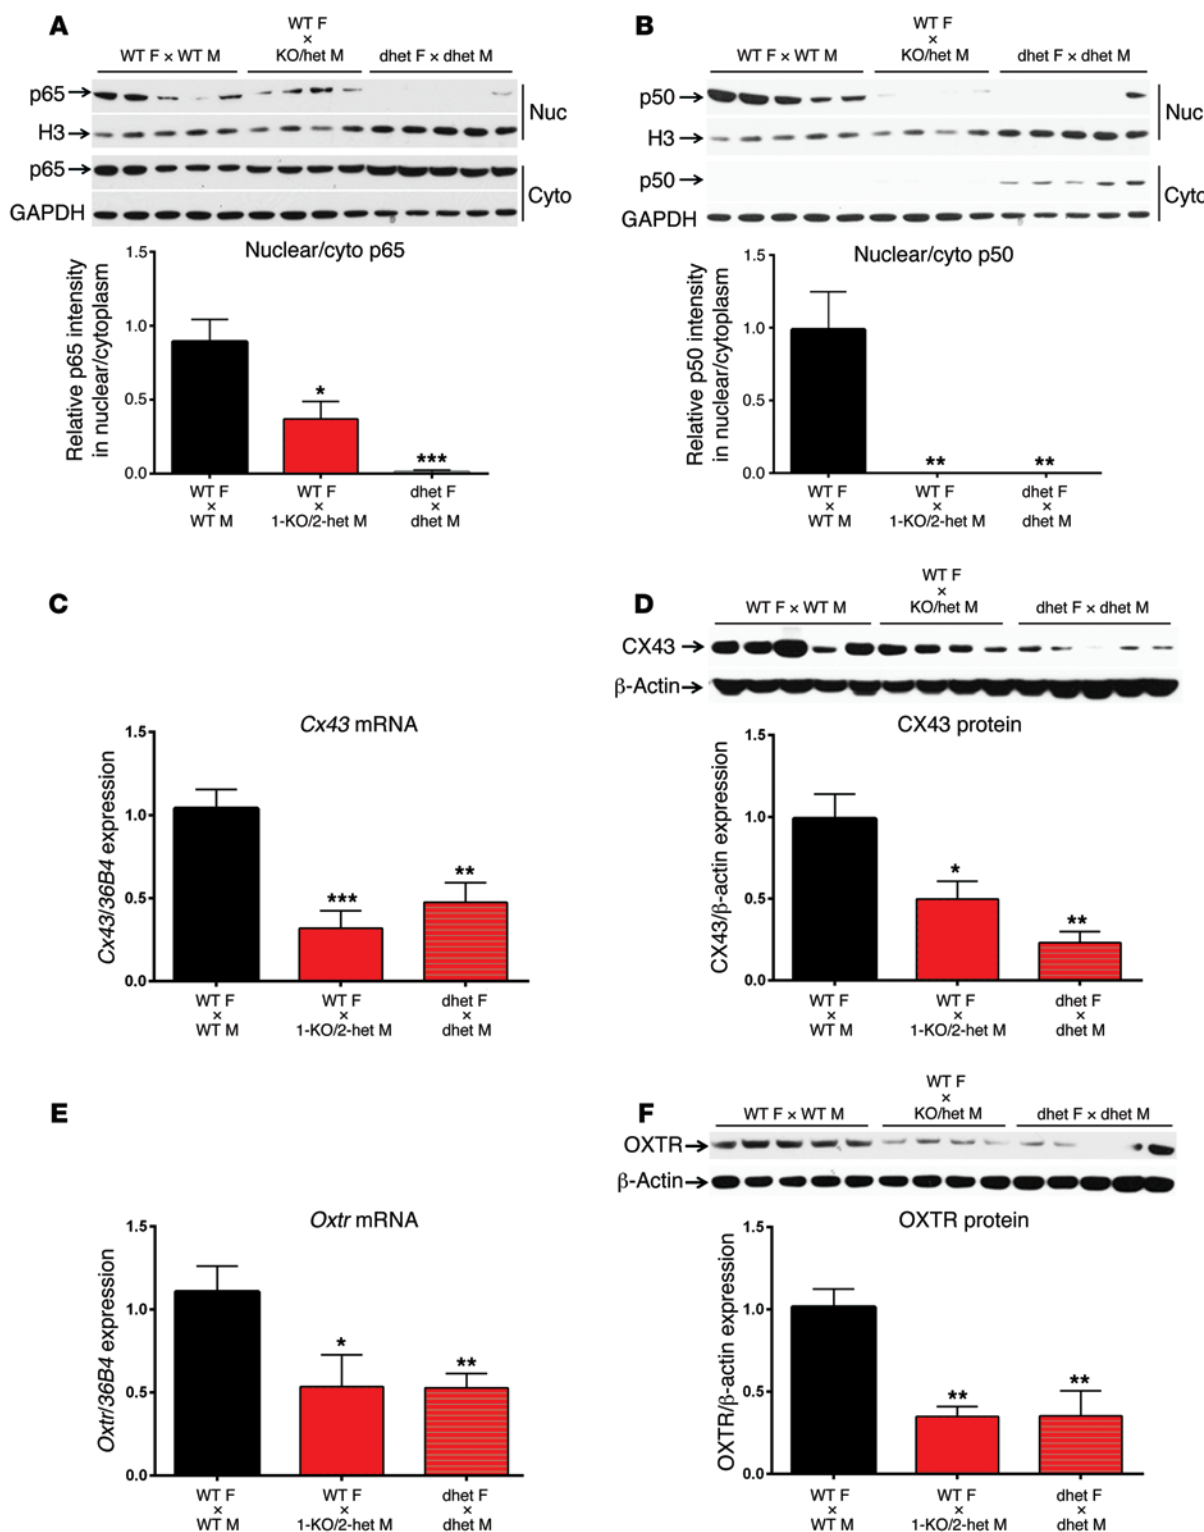 A
WT F × WT M
WT F
×
KO/het M
dhet F × dhet M
p65
H3
Nuc
p65
GAPDH
Cyto
Nuclear/cyto p65
Relative p65 intensity
in nuclear/cytoplasm
1.5
1.0
0.5
0.0
*
***
WT F
×
WT M
WT F
×
1-KO/2-het M
dhet F
×
dhet M
B
WT F × WT M
WT F
×
KO/het M
dhet F × dhet M
p50
H3
Nuc
p50
GAPDH
Cyto
Nuclear/cyto p50
Relative p50 intensity
in nuclear/cytoplasm
1.5
1.0
0.5
0.0
**
**
WT F
×
WT M
WT F
×
1-KO/2-het M
dhet F
×
dhet M
C
Cx43 mRNA
Cx43/36B4 expression
1.5
1.0
0.5
0.0
***
**
WT F
×
WT M
WT F
×
1-KO/2-het M
dhet F
×
dhet M
D
WT F × WT M
WT F
×
KO/het M
dhet F × dhet M
CX43
β-Actin
CX43 protein
CX43/β-actin expression
1.5
1.0
0.5
0.0
*
**
WT F
×
WT M
WT F
×
1-KO/2-het M
dhet F
×
dhet M
E
Oxtr mRNA
Oxtr/36B4 expression
1.5
1.0
0.5
0.0
*
**
WT F
×
WT M
WT F
×
1-KO/2-het M
dhet F
×
dhet M
F
WT F × WT M
WT F
×
KO/het M
dhet F × dhet M
OXTR
β-Actin
OXTR protein
OXTR/β-actin expression
1.5
1.0
0.5
0.0
**
**
WT F
×
WT M
WT F
×
1-KO/2-het M
dhet F
×
dhet M